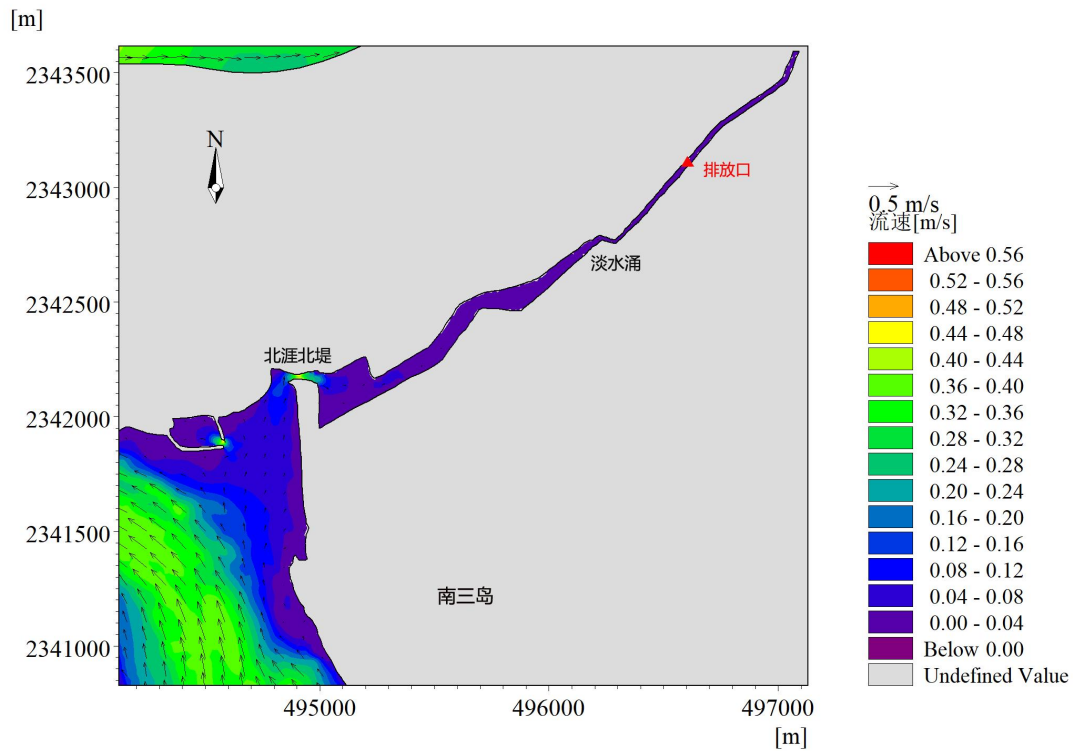 [m]
2343500
2343000
2342500
2342000
2341500
2341000
N
排放口
淡水涌
北涯北堤
南三岛
495000
496000
497000
[m]
0.5 m/s
流速[m/s]
Above 0.56
0.52 - 0.56
0.48 - 0.52
0.44 - 0.48
0.40 - 0.44
0.36 - 0.40
0.32 - 0.36
0.28 - 0.32
0.24 - 0.28
0.20 - 0.24
0.16 - 0.20
0.12 - 0.16
0.08 - 0.12
0.04 - 0.08
0.00 - 0.04
Below 0.00
Undefined Value